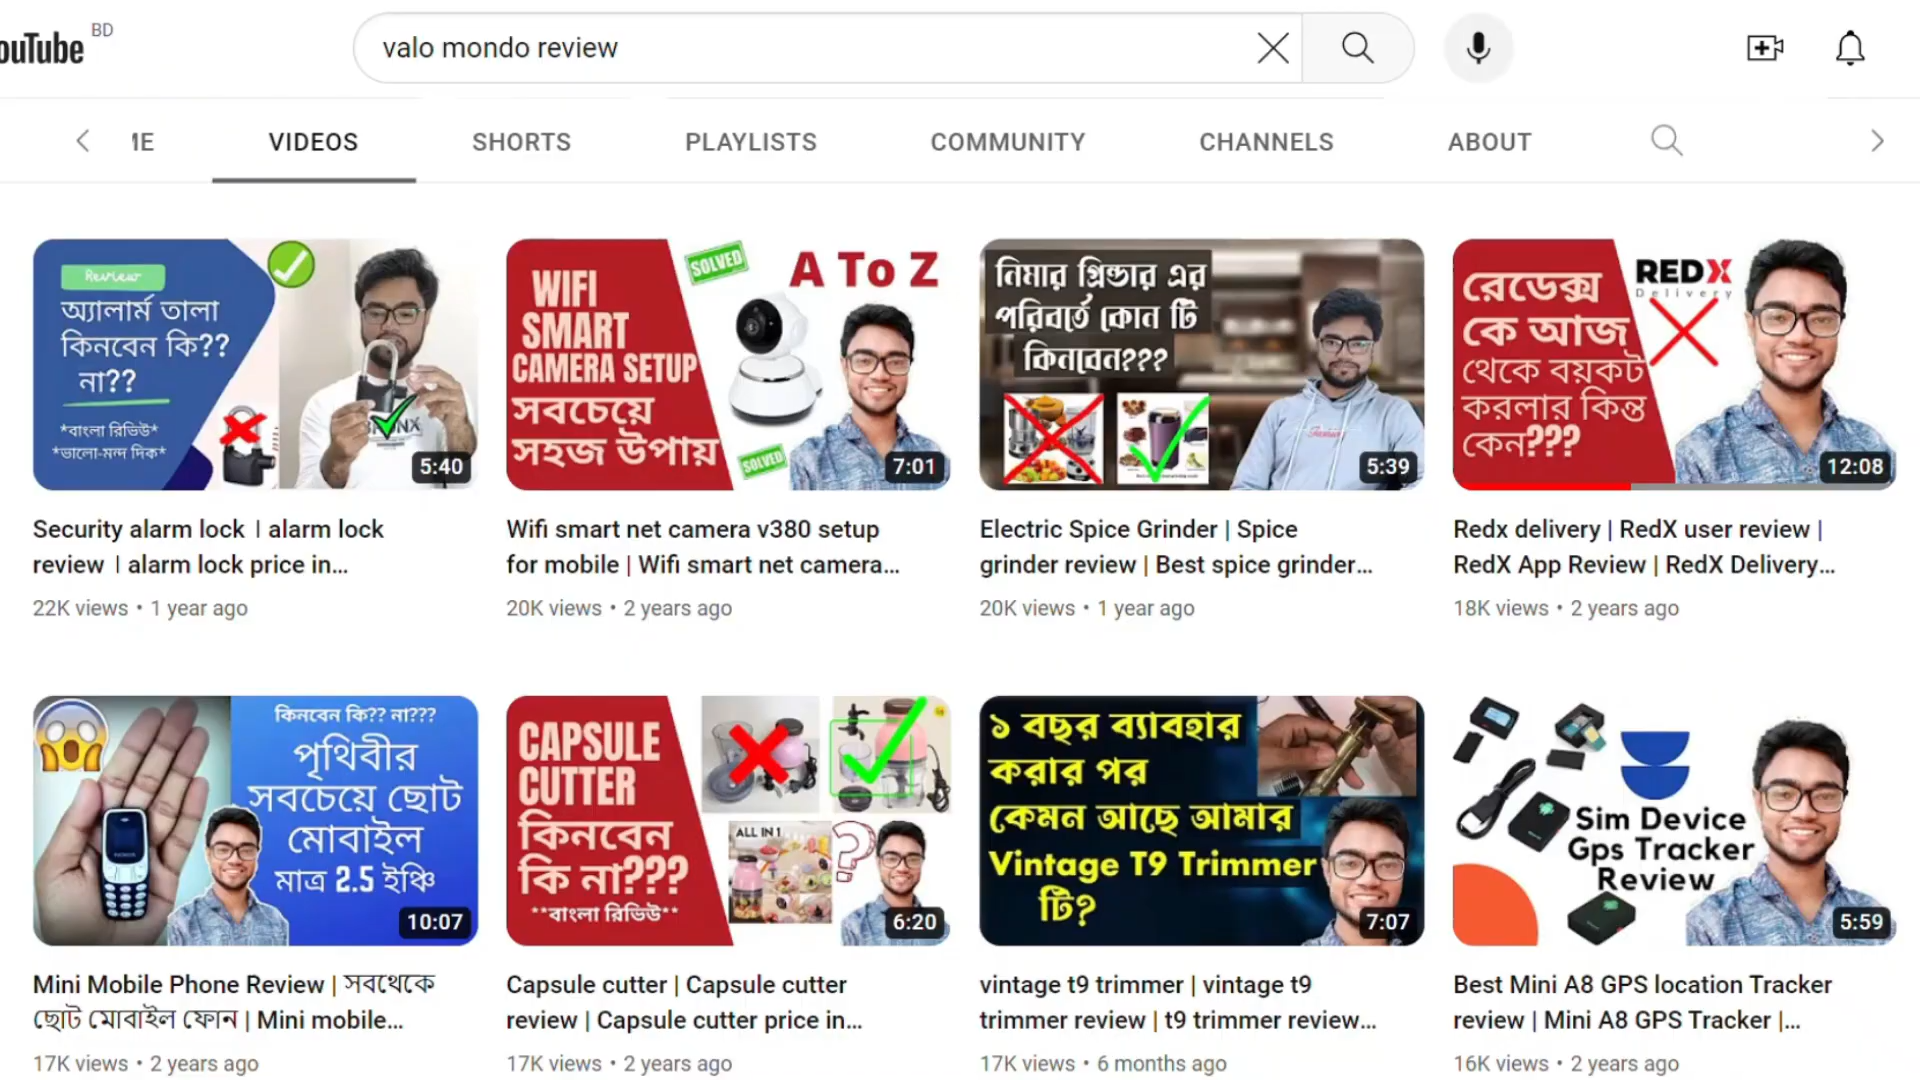 ouTube BD
valo mondo review
ME VIDEOS SHORTS PLAYLISTS COMMUNITY CHANNELS ABOUT
Review
অ্যালার্ম তালা
কিনবেন কি??
না??
*বাংলা রিভিউ*
*ভালো-মন্দ দিক*
5:40
Security alarm lock । alarm lock
review । alarm lock price in...
22K views • 1 year ago
WIFI
SMART
CAMERA SETUP
সবচেয়ে
সহজ উপায়
SOLVED
A To Z
SOLVED
7:01
Wifi smart net camera v380 setup
for mobile | Wifi smart net camera...
20K views • 2 years ago
নিমার গ্রিন্ডার এর
পরিবর্তে কোন টি
কিনবেন???
5:39
Electric Spice Grinder | Spice
grinder review | Best spice grinder...
20K views • 1 year ago
রেডেক্স
কে আজ
থেকে বয়কট
করলার কিন্ত
কেন???
REDX
Delivery
12:08
Redx delivery | RedX user review |
RedX App Review | RedX Delivery...
18K views • 2 years ago
কিনবেন কি?? না???
পৃথিবীর
সবচেয়ে ছোট
মোবাইল
মাত্র 2.5 ইঞ্চি
10:07
Mini Mobile Phone Review | সবথেকে
ছোট মোবাইল ফোন | Mini mobile...
17K views • 2 years ago
CAPSULE
CUTTER
কিনবেন
কি না???
**বাংলা রিভিউ**
ALL IN 1
6:20
Capsule cutter | Capsule cutter
review | Capsule cutter price in...
17K views • 2 years ago
১ বছর ব্যাবহার
করার পর
কেমন আছে আমার
Vintage T9 Trimmer
টি?
7:07
vintage t9 trimmer | vintage t9
trimmer review | t9 trimmer review...
17K views • 6 months ago
Sim Device
Gps Tracker
Review
5:59
Best Mini A8 GPS location Tracker
review | Mini A8 GPS Tracker |...
16K views • 2 years ago